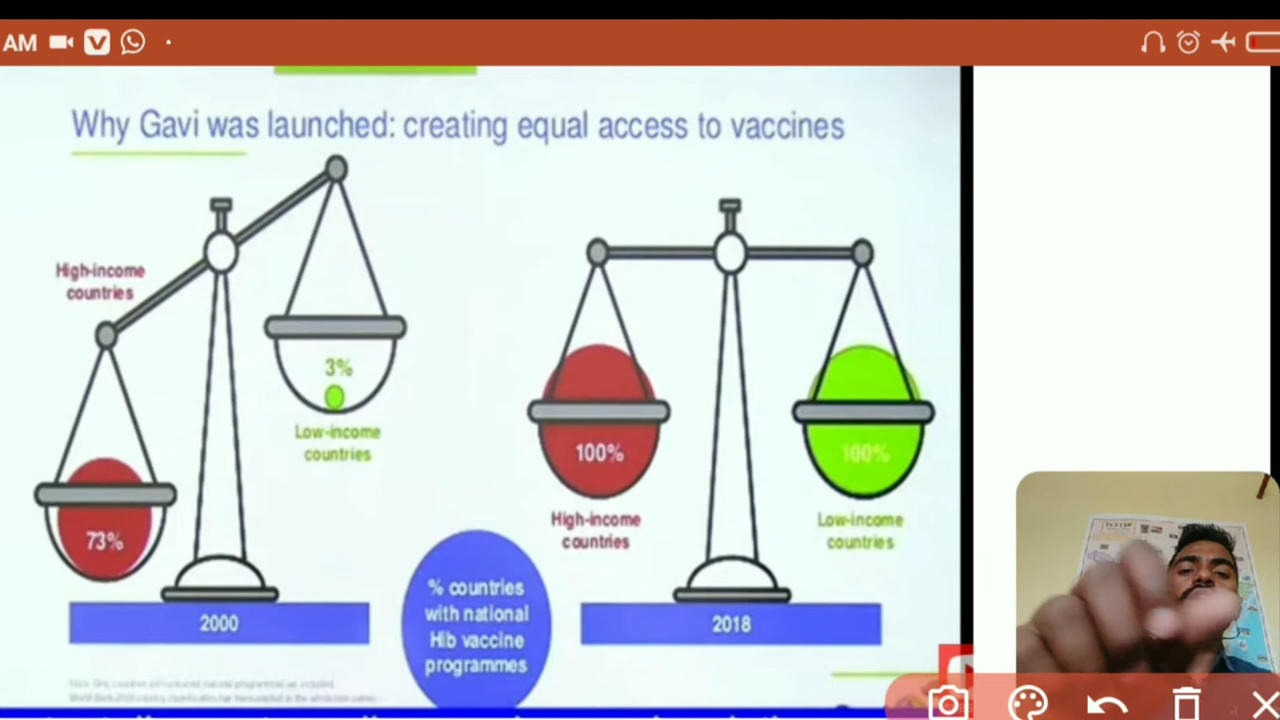 AM
Why Gavi was launched: creating equal access to vaccines
High-income
countries
3%
Low-income
countries
73%
2000
% countries
with national
Hib vaccine
programmes
100%
High-income
countries
100%
Low-income
countries
2018